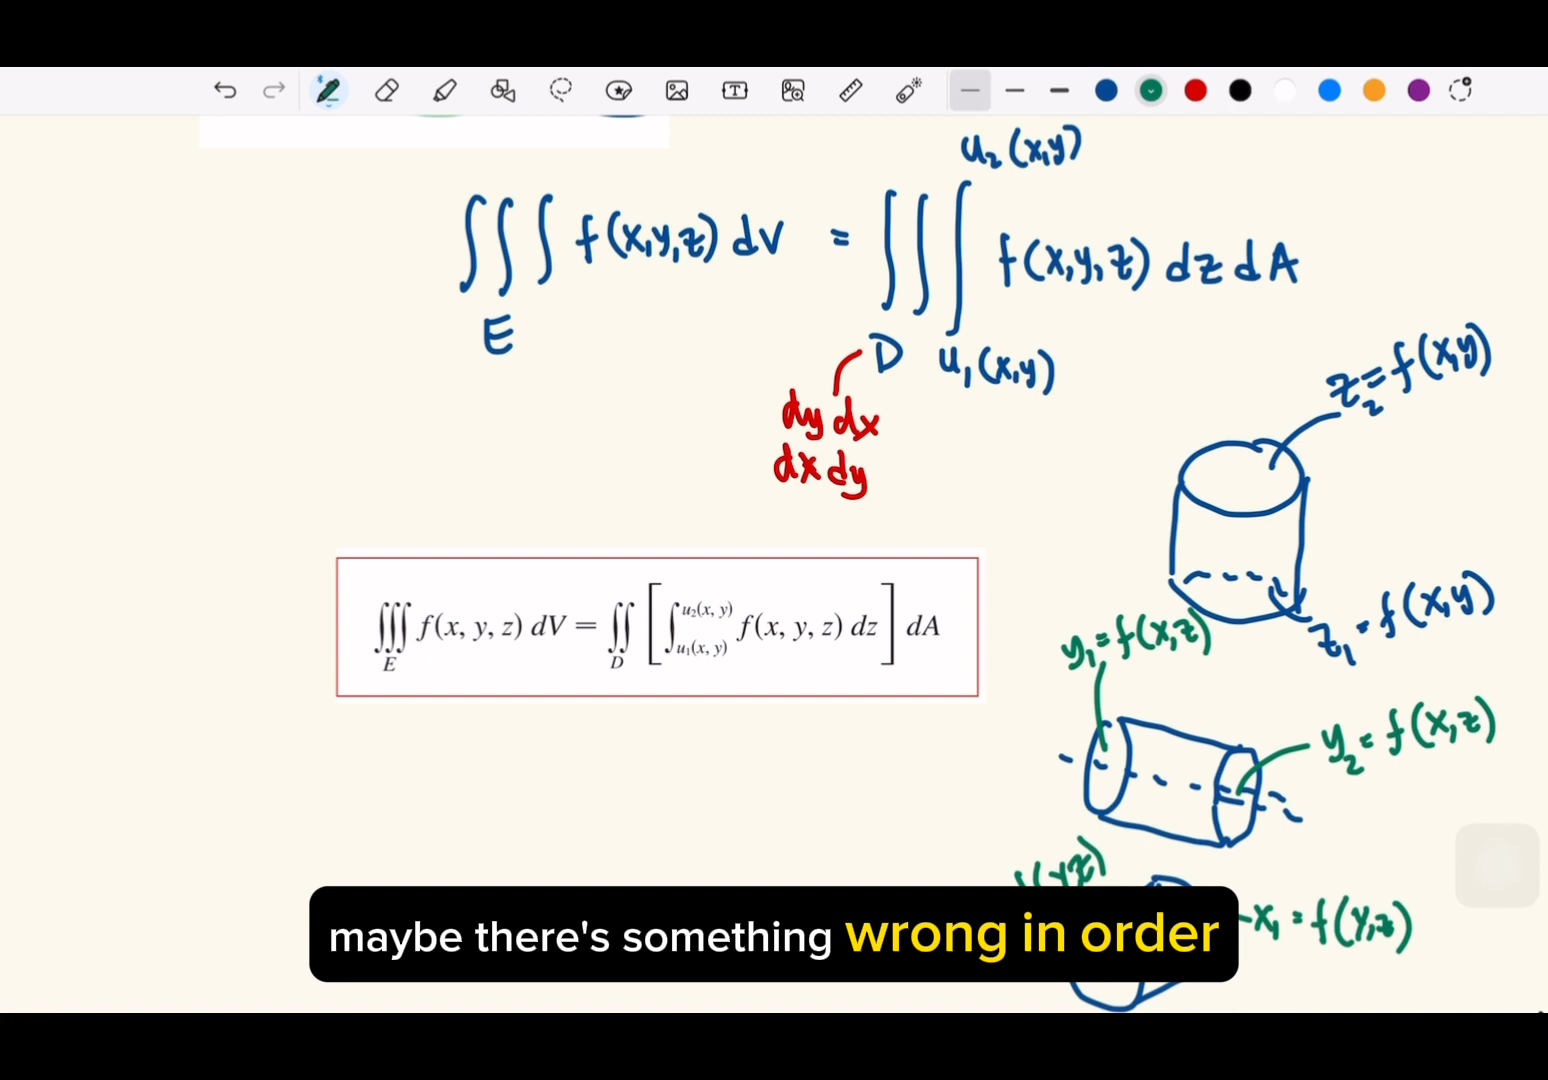 u₂(x,y)
∫∫∫ f(x,y,z) dV = ∫∫∫ f(x,y,z) dz dA
E
D u₁(x,y)
dy dx
dx dy
z₂=f(x,y)
z₁=f(x,y)
∭ f(x, y, z) dV = ∬ [ ∫ u₂(x, y) u₁(x, y) f(x, y, z) dz ] dA
E D
y₁=f(x,z)
y₂=f(x,z)
x₁=f(y,z)
maybe there's something wrong in order